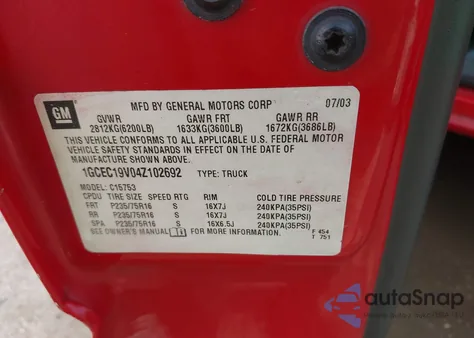 GM
MFD BY GENERAL MOTORS CORP 07/03
GVWR GAWR FRT GAWR RR
2812KG(6200LB) 1633KG(3600LB) 1672KG(3686LB)
THIS VEHICLE CONFORMS TO ALL APPLICABLE U.S. FEDERAL MOTOR
VEHICLE SAFETY STANDARDS IN EFFECT ON THE DATE OF
MANUFACTURE SHOWN ABOVE.
1GCEC19V04Z102692 TYPE: TRUCK
MODEL: C15753
CPDU TIRE SIZE SPEED RTG RIM COLD TIRE PRESSURE
FRT P235/75R16 S 16X7J 240KPA(35PSI)
RR P235/75R16 S 16X7J 240KPA(35PSI)
SPA P235/75R16 S 16X6.5J 240KPA(35PSI)
SEE OWNER'S MANUAL FOR MORE INFORMATION.
F 454
T 751
autaSnap